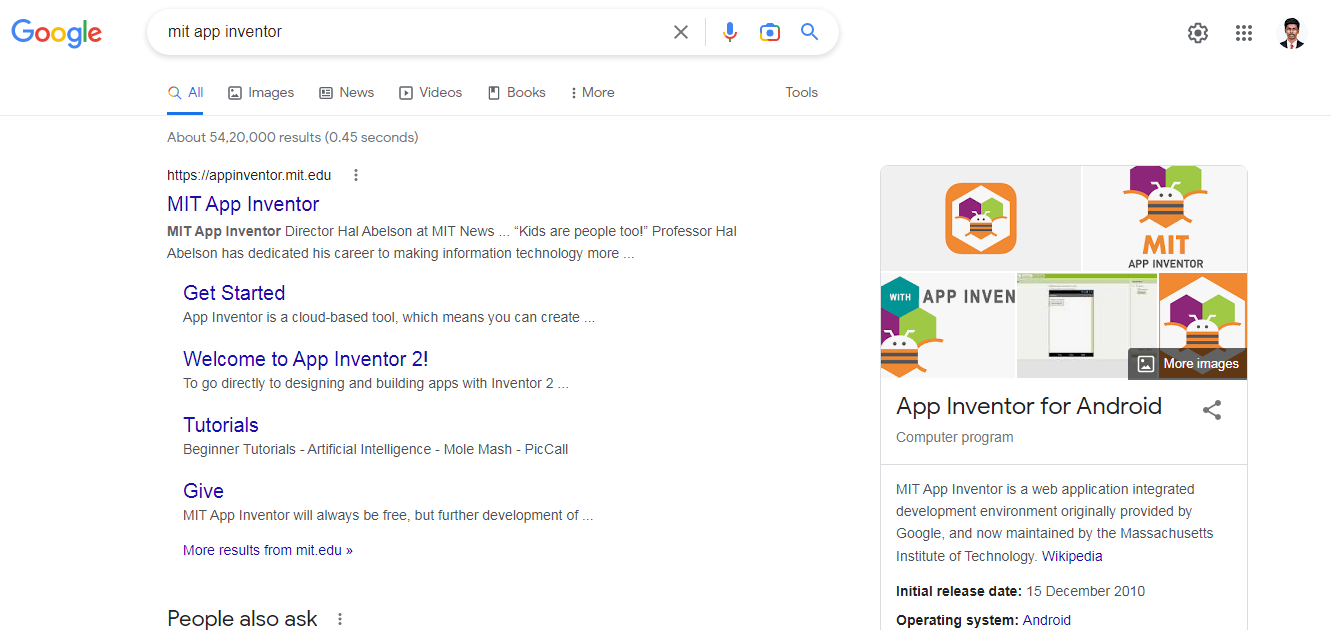 Google
mit app inventor
All Images News Videos Books More Tools
About 54,20,000 results (0.45 seconds)
https://appinventor.mit.edu
MIT App Inventor
MIT App Inventor Director Hal Abelson at MIT News ... “Kids are people too!” Professor Hal
Abelson has dedicated his career to making information technology more ...
Get Started
App Inventor is a cloud-based tool, which means you can create ...
Welcome to App Inventor 2!
To go directly to designing and building apps with Inventor 2 ...
Tutorials
Beginner Tutorials - Artificial Intelligence - Mole Mash - PicCall
Give
MIT App Inventor will always be free, but further development of ...
More results from mit.edu »
People also ask
MIT
APP INVENTOR
WITH APP INVEN
More images
App Inventor for Android
Computer program
MIT App Inventor is a web application integrated
development environment originally provided by
Google, and now maintained by the Massachusetts
Institute of Technology. Wikipedia
Initial release date: 15 December 2010
Operating system: Android